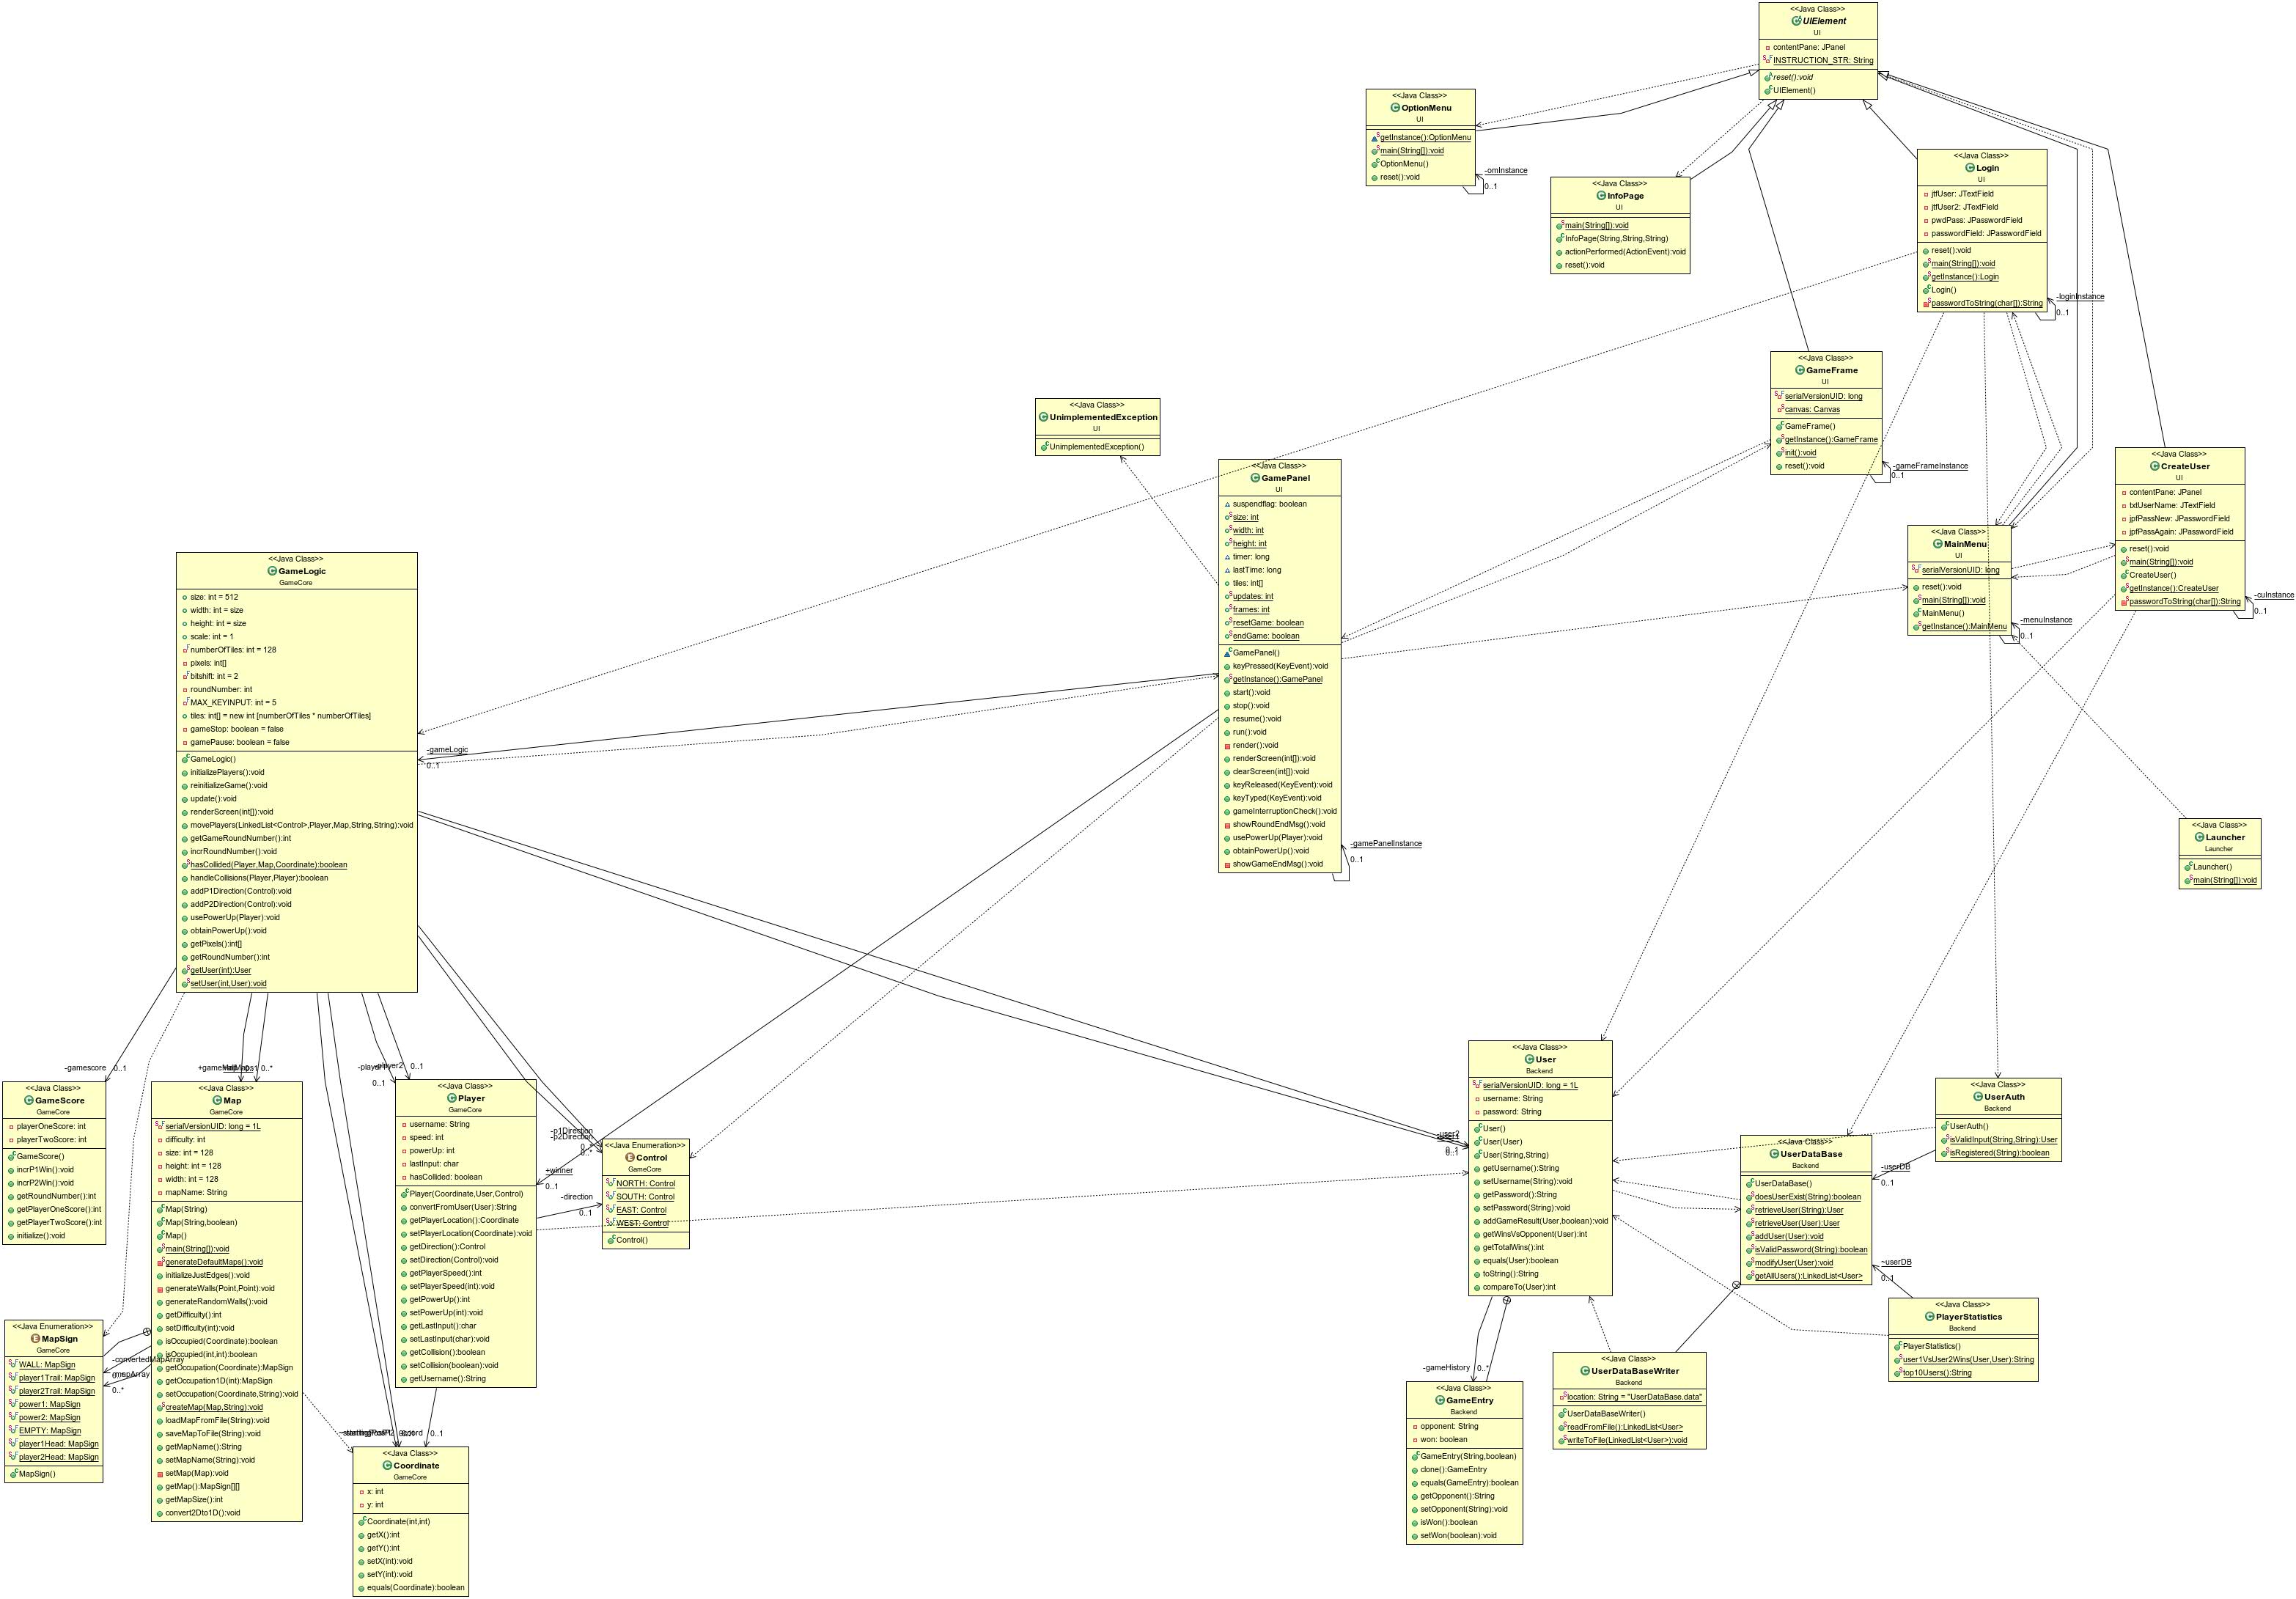 <<Java Class>>
UIElement
UI
contentPane: JPanel
INSTRUCTION_STR: String
reset():void
UIElement()
<<Java Class>>
OptionMenu
UI
getInstance():OptionMenu
main(String[]):void
OptionMenu()
reset():void
-omInstance
0..1
<<Java Class>>
InfoPage
UI
main(String[]):void
InfoPage(String,String,String)
actionPerformed(ActionEvent):void
reset():void
<<Java Class>>
Login
UI
jtfUser: JTextField
jtfUser2: JTextField
pwdPass: JPasswordField
passwordField: JPasswordField
reset():void
main(String[]):void
getInstance():Login
Login()
passwordToString(char[]):String
-loginInstance
0..1
<<Java Class>>
GameFrame
UI
serialVersionUID: long
canvas: Canvas
GameFrame()
getInstance():GameFrame
init():void
reset():void
-gameFrameInstance
0..1
<<Java Class>>
UnimplementedException
UI
UnimplementedException()
<<Java Class>>
GamePanel
UI
suspendflag: boolean
size: int
width: int
height: int
timer: long
lastTime: long
tiles: int[]
updates: int
frames: int
resetGame: boolean
endGame: boolean
GamePanel()
keyPressed(KeyEvent):void
getInstance():GamePanel
start():void
stop():void
resume():void
run():void
render():void
renderScreen(int[]):void
clearScreen(int[]):void
keyReleased(KeyEvent):void
keyTyped(KeyEvent):void
gameInterruptionCheck():void
showRoundEndMsg():void
usePowerUp(Player):void
obtainPowerUp():void
showGameEndMsg():void
-gamePanelInstance
0..1
<<Java Class>>
CreateUser
UI
contentPane: JPanel
txtUserName: JTextField
jpfPassNew: JPasswordField
jpfPassAgain: JPasswordField
reset():void
main(String[]):void
CreateUser()
getInstance():CreateUser
passwordToString(char[]):String
-cuInstance
0..1
<<Java Class>>
MainMenu
UI
serialVersionUID: long
reset():void
main(String[]):void
MainMenu()
getInstance():MainMenu
-menuInstance
0..1
<<Java Class>>
Launcher
Launcher
Launcher()
main(String[]):void
<<Java Class>>
GameLogic
GameCore
size: int = 512
width: int = size
height: int = size
scale: int = 1
numberOfTiles: int = 128
pixels: int[]
bitshift: int = 2
roundNumber: int
MAX_KEYINPUT: int = 5
tiles: int[] = new int [numberOfTiles * numberOfTiles]
gameStop: boolean = false
gamePause: boolean = false
GameLogic()
initializePlayers():void
reinitializeGame():void
update():void
renderScreen(int[]):void
movePlayers(LinkedList<Control>,Player,Map,String,String):void
getGameRoundNumber():int
incrRoundNumber():void
hasCollided(Player,Map,Coordinate):boolean
handleCollisions(Player,Player):boolean
addP1Direction(Control):void
addP2Direction(Control):void
usePowerUp(Player):void
obtainPowerUp():void
getPixels():int[]
getRoundNumber():int
getUser(int):User
setUser(int,User):void
-gameLogic
0..1
-gamescore
0..1
0..*
0..1
0..1
-p1Direction
-p2Direction
0..*
+winner
0..1
-direction
0..1
-user2
0..1
<<Java Class>>
GameScore
GameCore
playerOneScore: int
playerTwoScore: int
GameScore()
incrP1Win():void
incrP2Win():void
getRoundNumber():int
getPlayerOneScore():int
getPlayerTwoScore():int
initialize():void
<<Java Class>>
Map
GameCore
serialVersionUID: long = 1L
difficulty: int
size: int = 128
height: int = 128
width: int = 128
mapName: String
Map(String)
Map(String,boolean)
Map()
main(String[]):void
generateDefaultMaps():void
initializeJustEdges():void
generateWalls(Point,Point):void
generateRandomWalls():void
getDifficulty():int
setDifficulty(int):void
isOccupied(Coordinate):boolean
isOccupied(int,int):boolean
getOccupation(Coordinate):MapSign
getOccupation1D(int):MapSign
setOccupation(Coordinate,String):void
createMap(Map,String):void
loadMapFromFile(String):void
saveMapToFile(String):void
getMapName():String
setMapName(String):void
setMap(Map):void
getMap():MapSign[][]
getMapSize():int
convert2Dto1D():void
<<Java Class>>
Player
GameCore
username: String
speed: int
powerUp: int
lastInput: char
hasCollided: boolean
Player(Coordinate,User,Control)
convertFromUser(User):String
getPlayerLocation():Coordinate
setPlayerLocation(Coordinate):void
getDirection():Control
setDirection(Control):void
getPlayerSpeed():int
setPlayerSpeed(int):void
getPowerUp():int
setPowerUp(int):void
getLastInput():char
setLastInput(char):void
getCollision():boolean
setCollision(boolean):void
getUsername():String
<<Java Enumeration>>
Control
GameCore
NORTH: Control
SOUTH: Control
EAST: Control
WEST: Control
Control()
<<Java Enumeration>>
MapSign
GameCore
WALL: MapSign
player1Trail: MapSign
player2Trail: MapSign
power1: MapSign
power2: MapSign
EMPTY: MapSign
player1Head: MapSign
player2Head: MapSign
MapSign()
-convertedMapArray
0..*
0..1
<<Java Class>>
Coordinate
GameCore
x: int
y: int
Coordinate(int,int)
getX():int
getY():int
setX(int):void
setY(int):void
equals(Coordinate):boolean
<<Java Class>>
User
Backend
serialVersionUID: long = 1L
username: String
password: String
User()
User(User)
User(String,String)
getUsername():String
setUsername(String):void
getPassword():String
setPassword(String):void
addGameResult(User,boolean):void
getWinsVsOpponent(User):int
getTotalWins():int
equals(User):boolean
toString():String
compareTo(User):int
-gameHistory
0..*
<<Java Class>>
GameEntry
Backend
opponent: String
won: boolean
GameEntry(String,boolean)
clone():GameEntry
equals(GameEntry):boolean
getOpponent():String
setOpponent(String):void
isWon():boolean
setWon(boolean):void
<<Java Class>>
UserAuth
Backend
UserAuth()
isValidInput(String,String):User
isRegistered(String):boolean
-userDB
0..1
<<Java Class>>
UserDataBase
Backend
UserDataBase()
doesUserExist(String):boolean
retrieveUser(String):User
retrieveUser(User):User
addUser(User):void
isValidPassword(String):boolean
modifyUser(User):void
getAllUsers():LinkedList<User>
~userDB
0..1
<<Java Class>>
PlayerStatistics
Backend
PlayerStatistics()
user1VsUser2Wins(User,User):String
top10Users():String
<<Java Class>>
UserDataBaseWriter
Backend
location: String = "UserDataBase.data"
UserDataBaseWriter()
readFromFile():LinkedList<User>
writeToFile(LinkedList<User>):void